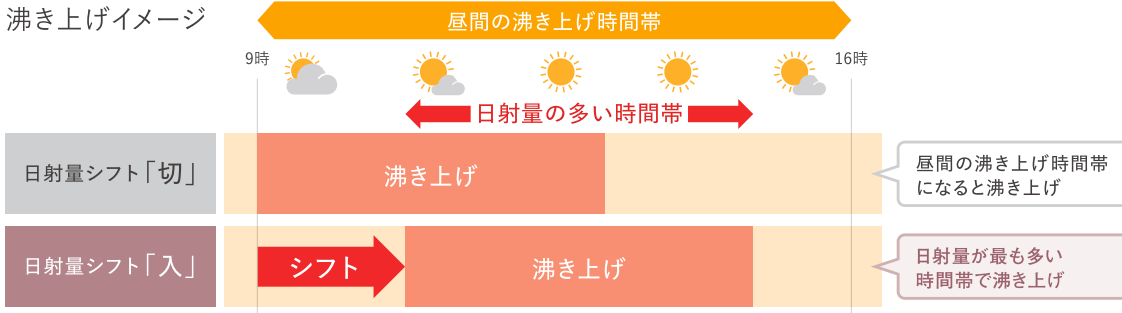 沸き上げイメージ
昼間の沸き上げ時間帯
9時
16時
日射量の多い時間帯
日射量シフト「切」
沸き上げ
昼間の沸き上げ時間帯
になると沸き上げ
日射量シフト「入」
シフト
沸き上げ
日射量が最も多い
時間帯で沸き上げ